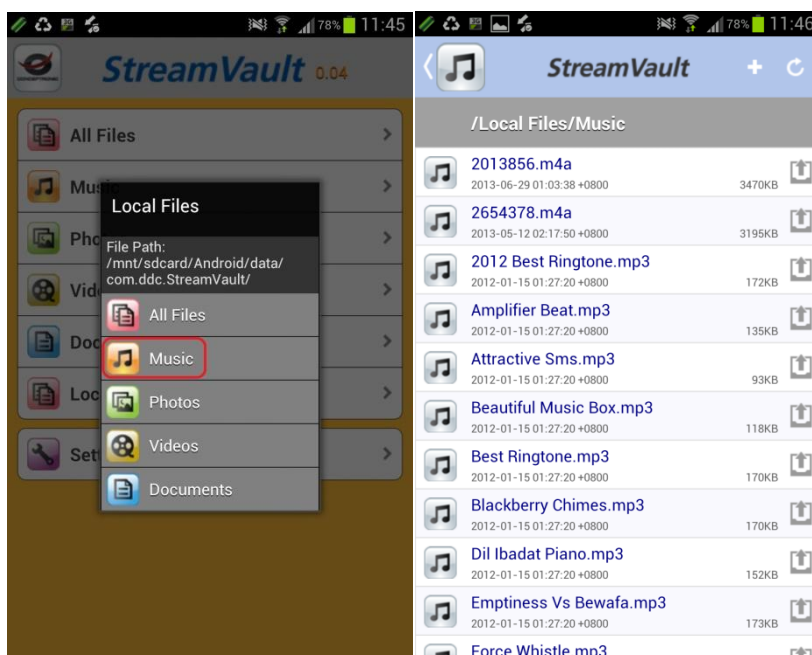 78% 11:45
StreamVault 0.04
All Files
Mu
Local Files
Pho
File Path:
/mnt/sdcard/Android/data/
com.ddc.StreamVault/
Vid
All Files
Doc
Music
Loc
Photos
Videos
Set
Documents
78% 11:46
StreamVault
/Local Files/Music
2013856.m4a
2013-06-29 01:03:38 +0800 3470KB
2654378.m4a
2013-05-12 02:17:50 +0800 3195KB
2012 Best Ringtone.mp3
2012-01-15 01:27:20 +0800 172KB
Amplifier Beat.mp3
2012-01-15 01:27:20 +0800 135KB
Attractive Sms.mp3
2012-01-15 01:27:20 +0800 93KB
Beautiful Music Box.mp3
2012-01-15 01:27:20 +0800 118KB
Best Ringtone.mp3
2012-01-15 01:27:20 +0800 170KB
Blackberry Chimes.mp3
2012-01-15 01:27:20 +0800 170KB
Dil Ibadat Piano.mp3
2012-01-15 01:27:20 +0800 152KB
Emptiness Vs Bewafa.mp3
2012-01-15 01:27:20 +0800 173KB
Force Whistle.mp3